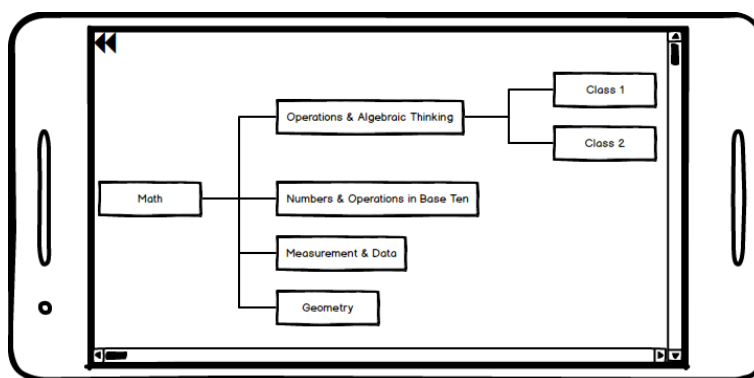 Math
Operations & Algebraic Thinking
Class 1
Class 2
Numbers & Operations in Base Ten
Measurement & Data
Geometry